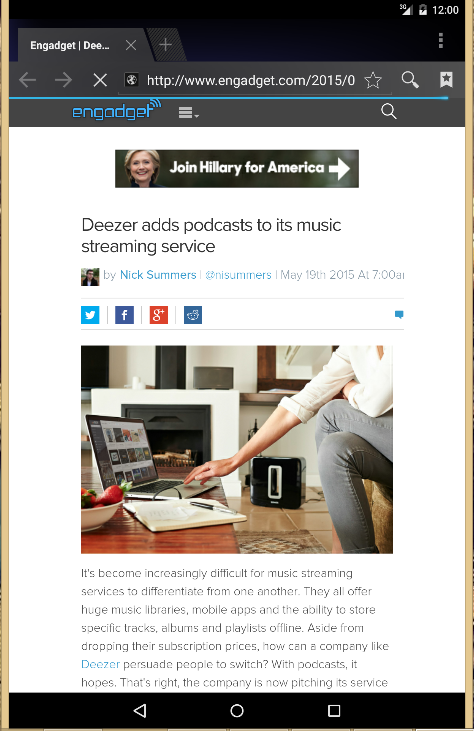 3G
12:00
Engadget | Dee...
http://www.engadget.com/2015/0
engadget
Join Hillary for America
Deezer adds podcasts to its music
streaming service
by Nick Summers | @nisummers | May 19th 2015 At 7:00am
It's become increasingly difficult for music streaming
services to differentiate from one another. They all offer
huge music libraries, mobile apps and the ability to store
specific tracks, albums and playlists offline. Aside from
dropping their subscription prices, how can a company like
Deezer persuade people to switch? With podcasts, it
hopes. That's right, the company is now pitching its service